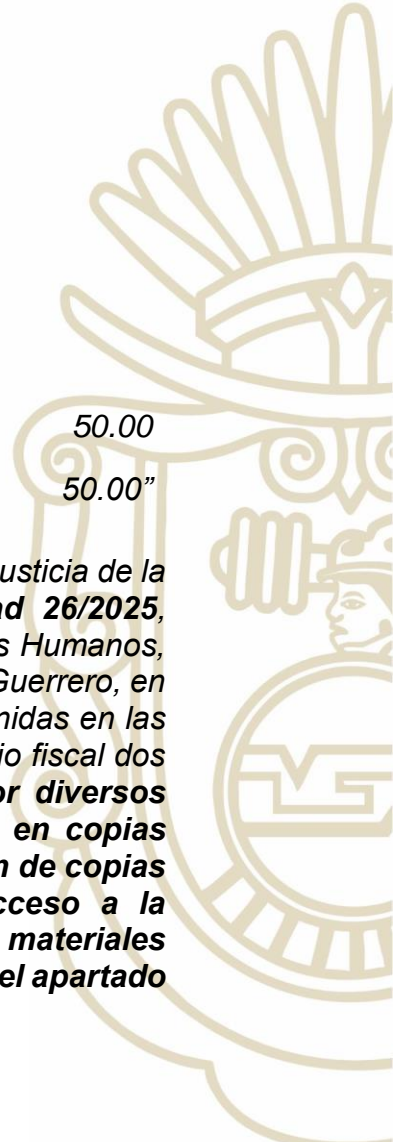 50.00
50.00”
usticia de la
ad 26/2025,
s Humanos,
Guerrero, en
nidas en las
io fiscal dos
or diversos
en copias
n de copias
cceso a la
materiales
el apartado